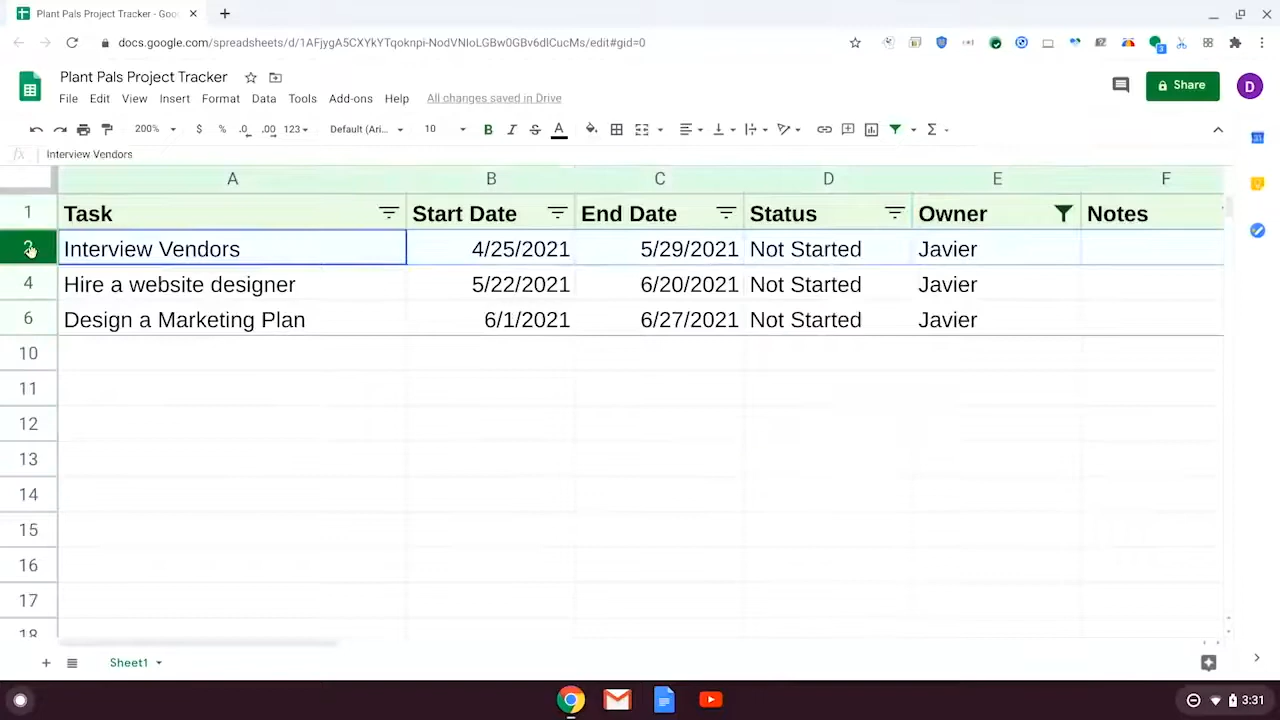 Plant Pals Project Tracker - Goo
docs.google.com/spreadsheets/d/1AFjygA5CXYkYTqoknpi-NodVNIoLGBw0GBv6dlCucMs/edit#gid=0
Plant Pals Project Tracker
File Edit View Insert Format Data Tools Add-ons Help All changes saved in Drive
Share
D
200% $ % .0 .00 123 Default (Ari... 10 B I S A Σ
fx Interview Vendors
A B C D E F
1 Task Start Date End Date Status Owner Notes
Interview Vendors 4/25/2021 5/29/2021 Not Started Javier
4 Hire a website designer 5/22/2021 6/20/2021 Not Started Javier
6 Design a Marketing Plan 6/1/2021 6/27/2021 Not Started Javier
10
11
12
13
14
15
16
17
18
+ Sheet1
3:31